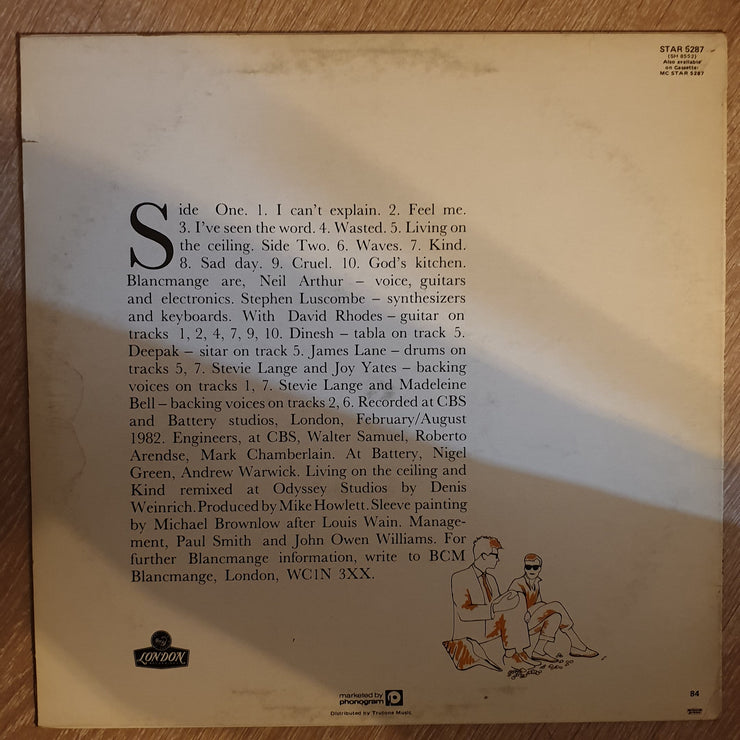 STAR 5287
(SH 8552)
Also available
on Cassette:
MC STAR 5287
Side One. 1. I can't explain. 2. Feel me.
3. I've seen the word. 4. Wasted. 5. Living on
the ceiling. Side Two. 6. Waves. 7. Kind.
8. Sad day. 9. Cruel. 10. God's kitchen.
Blancmange are, Neil Arthur – voice, guitars
and electronics. Stephen Luscombe – synthesizers
and keyboards. With David Rhodes – guitar on
tracks 1, 2, 4, 7, 9, 10. Dinesh – tabla on track 5.
Deepak – sitar on track 5. James Lane – drums on
tracks 5, 7. Stevie Lange and Joy Yates – backing
voices on tracks 1, 7. Stevie Lange and Madeleine
Bell – backing voices on tracks 2, 6. Recorded at CBS
and Battery studios, London, February/August
1982. Engineers, at CBS, Walter Samuel, Roberto
Arendse, Mark Chamberlain. At Battery, Nigel
Green, Andrew Warwick. Living on the ceiling and
Kind remixed at Odyssey Studios by Denis
Weinrich. Produced by Mike Howlett. Sleeve painting
by Michael Brownlow after Louis Wain. Manage-
ment, Paul Smith and John Owen Williams. For
further Blancmange information, write to BCM
Blancmange, London, WC1N 3XX.
LONDON
marketed by
phonogram
Distributed by Trutone Music
84